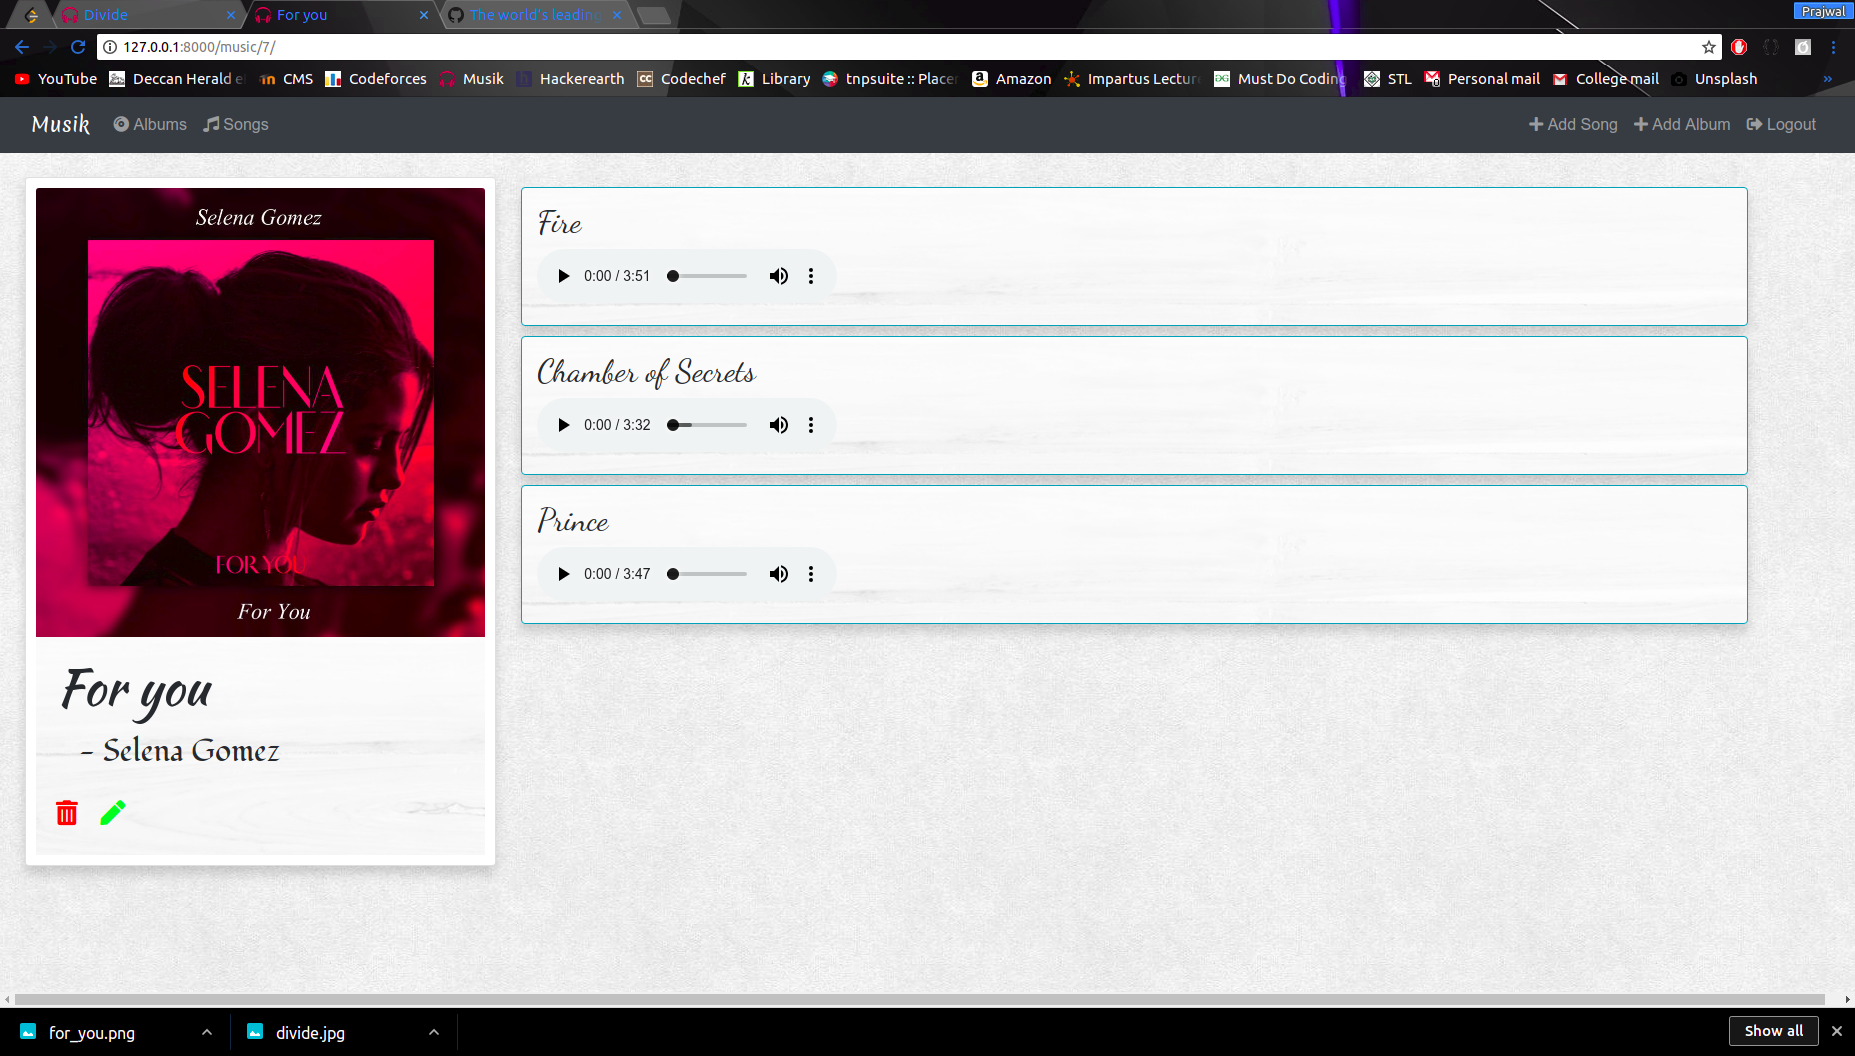 Divide
For you
The world's leading
Prajwal
127.0.0.1:8000/music/7/
YouTube
Deccan Herald e
CMS
Codeforces
Musik
Hackerearth
Codechef
Library
tnpsuite :: Placer
Amazon
Impartus Lecture
Must Do Coding
STL
Personal mail
College mail
Unsplash
»
Musik
Albums
Songs
Add Song
Add Album
Logout
Selena Gomez
SELENA
GOMEZ
FOR YOU
For You
For you
- Selena Gomez
Fire
0:00 / 3:51
Chamber of Secrets
0:00 / 3:32
Prince
0:00 / 3:47
for_you.png
divide.jpg
Show all